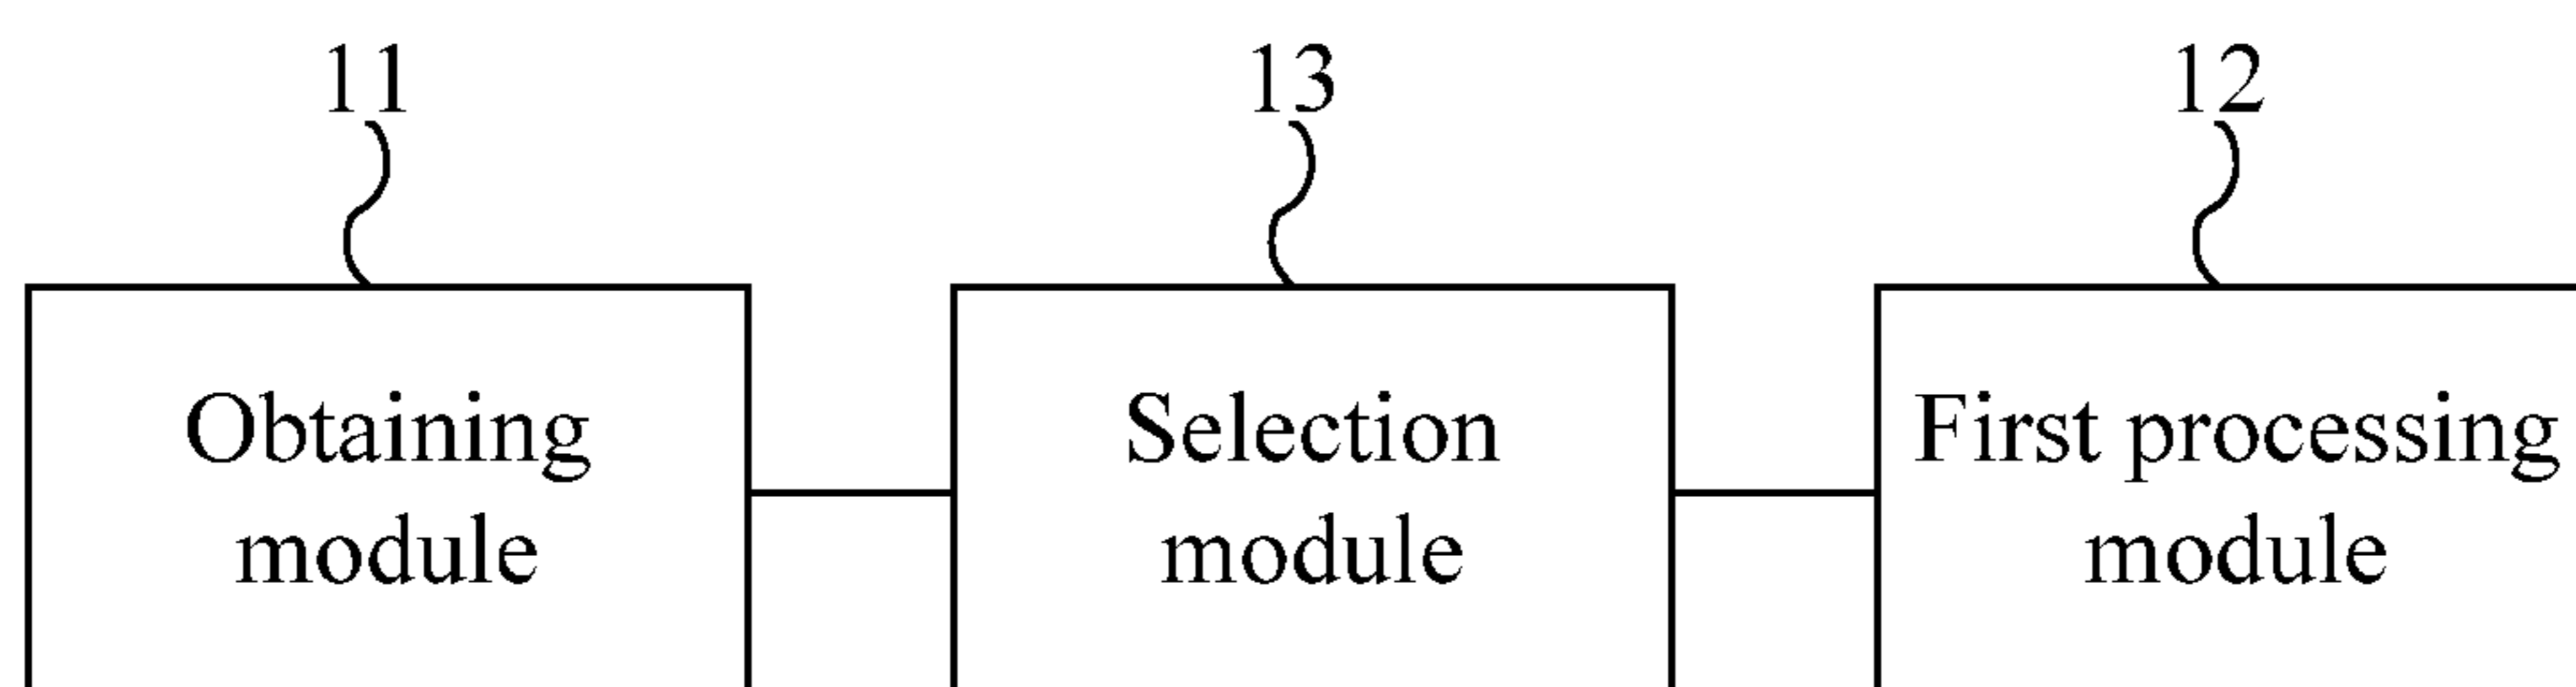 11
13
12
Obtaining
module
Selection
module
First processing
module